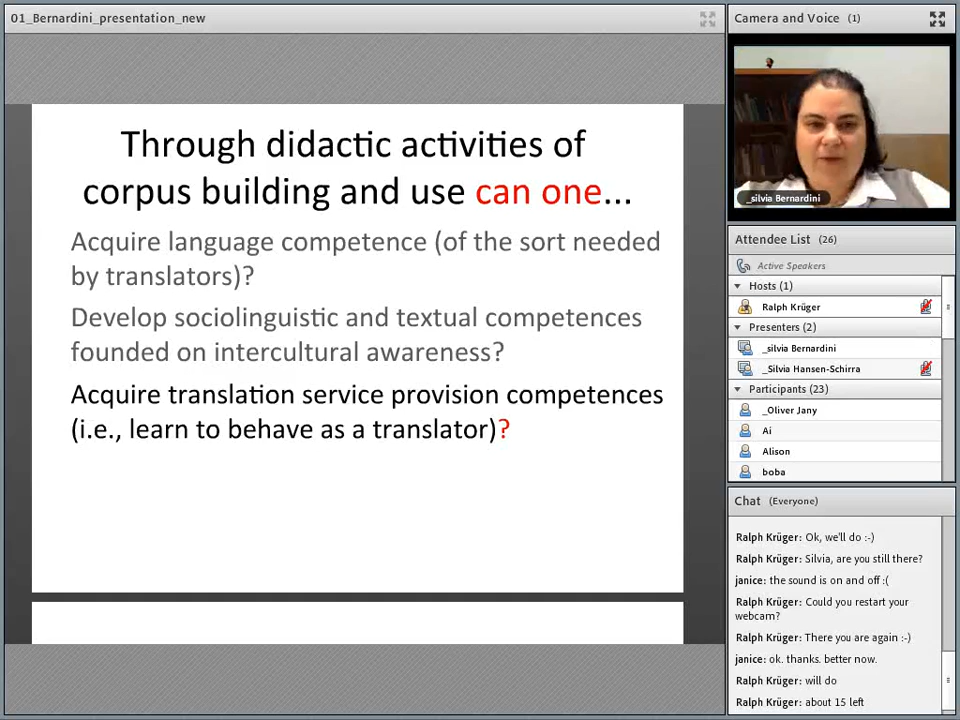 01_Bernardini_presentation_new
Through didactic activities of
corpus building and use can one...
Acquire language competence (of the sort needed
by translators)?
Develop sociolinguistic and textual competences
founded on intercultural awareness?
Acquire translation service provision competences
(i.e., learn to behave as a translator)?
Camera and Voice (1)
_silvia Bernardini
Attendee List (26)
Active Speakers
Hosts (1)
Ralph Krüger
Presenters (2)
_silvia Bernardini
_Silvia Hansen-Schirra
Participants (23)
_Oliver Jany
Ai
Alison
boba
Chat (Everyone)
Ralph Krüger: Ok, we'll do :-)
Ralph Krüger: Silvia, are you still there?
janice: the sound is on and off :(
Ralph Krüger: Could you restart your
webcam?
Ralph Krüger: There you are again :-)
janice: ok. thanks. better now.
Ralph Krüger: will do
Ralph Krüger: about 15 left